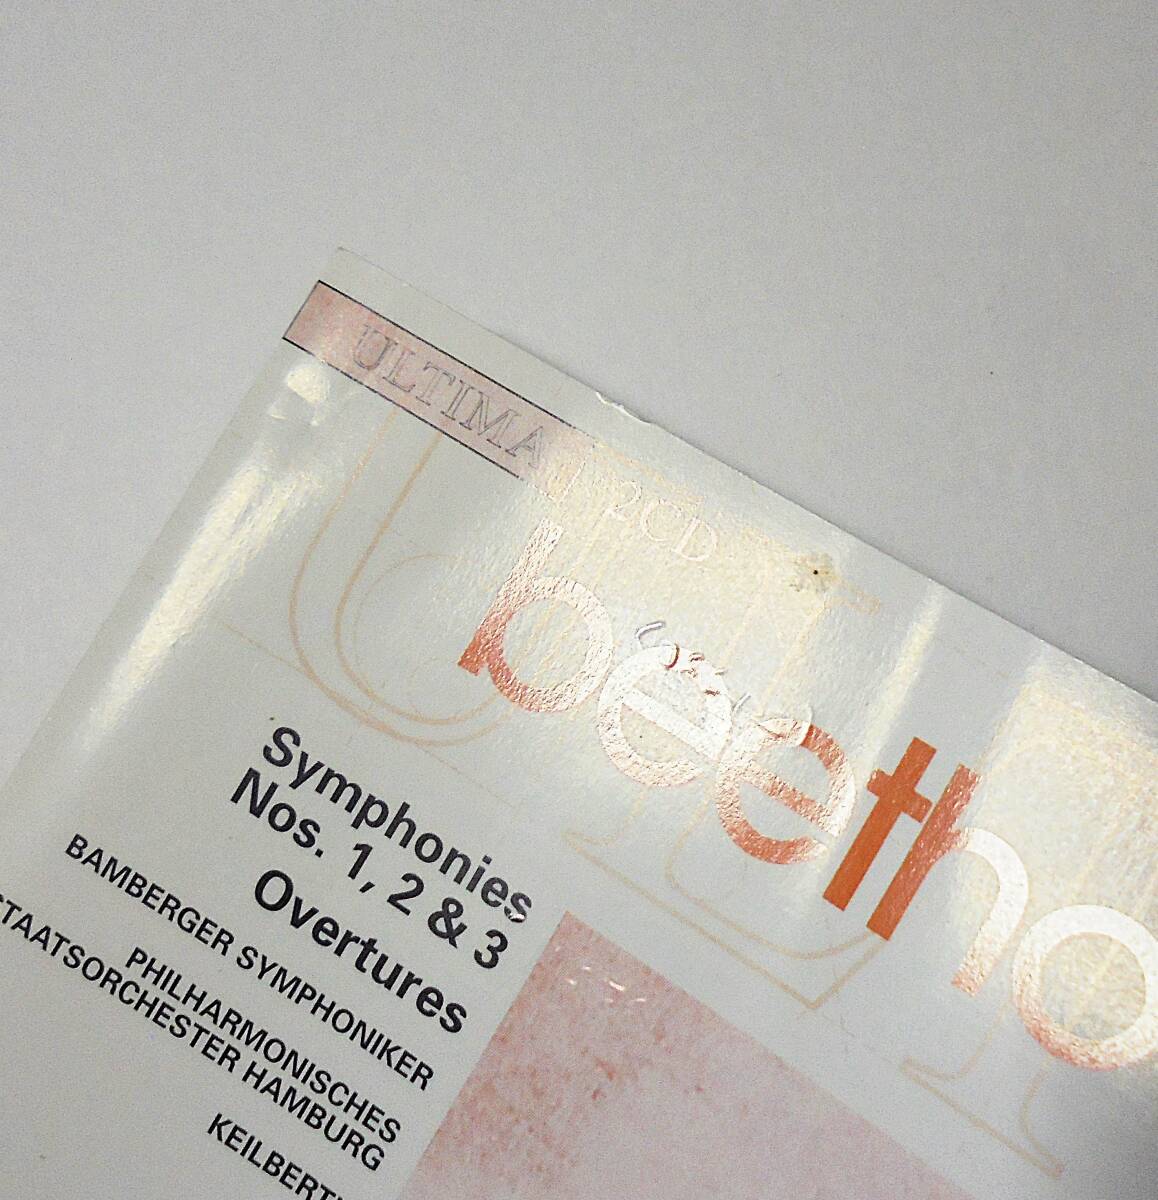 ULTIMA
2CD
beetho
Symphonies
Nos. 1, 2 & 3
Overtures
BAMBERGER SYMPHONIKER
PHILHARMONISCHES
STAATSORCHESTER HAMBURG
KEILBERT